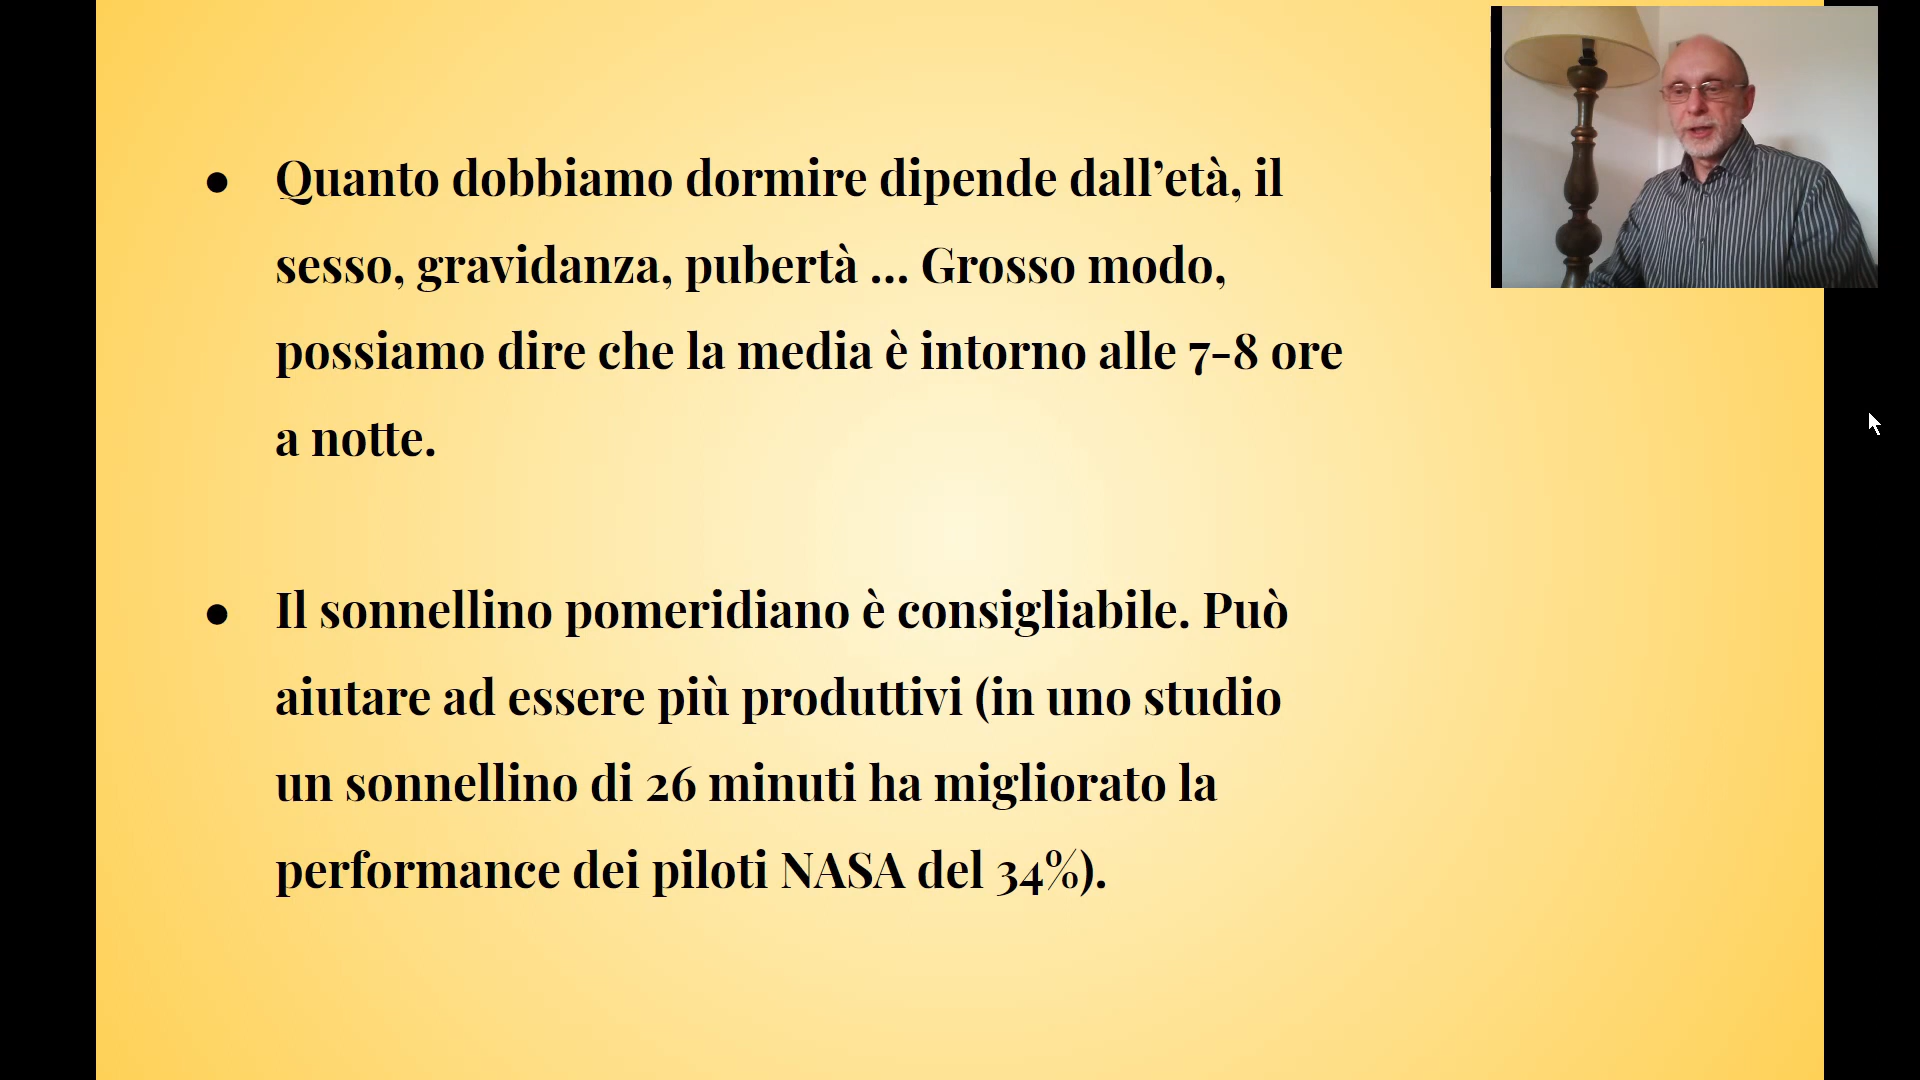 ● Quanto dobbiamo dormire dipende dall’età, il
sesso, gravidanza, pubertà ... Grosso modo,
possiamo dire che la media è intorno alle 7-8 ore
a notte.
● Il sonnellino pomeridiano è consigliabile. Può
aiutare ad essere più produttivi (in uno studio
un sonnellino di 26 minuti ha migliorato la
performance dei piloti NASA del 34%).